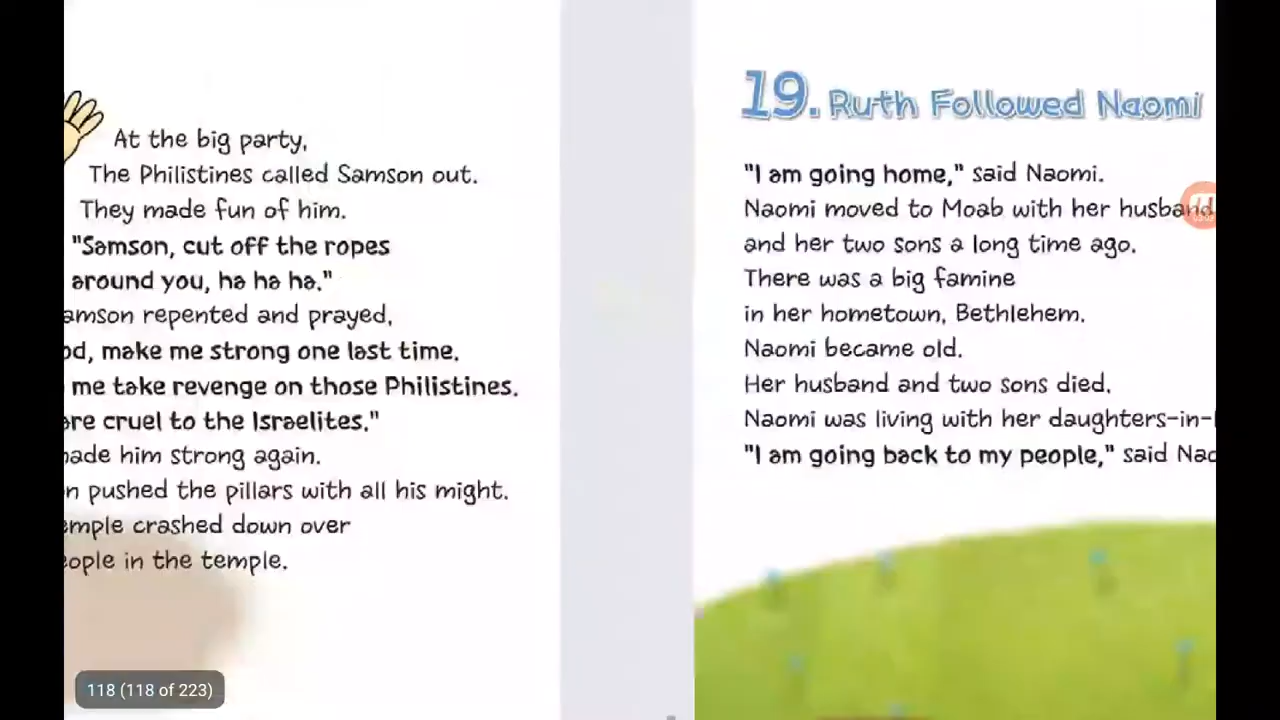 At the big party,
The Philistines called Samson out.
They made fun of him.
"Samson, cut off the ropes
around you, ha ha ha."
amson repented and prayed,
od, make me strong one last time.
me take revenge on those Philistines.
are cruel to the Israelites."
ade him strong again.
n pushed the pillars with all his might.
emple crashed down over
eople in the temple.
118 (118 of 223)
19. Ruth Followed Naomi
"I am going home," said Naomi.
Naomi moved to Moab with her husband
and her two sons a long time ago.
There was a big famine
in her hometown, Bethlehem.
Naomi became old.
Her husband and two sons died.
Naomi was living with her daughters-in-l
"I am going back to my people," said Nao